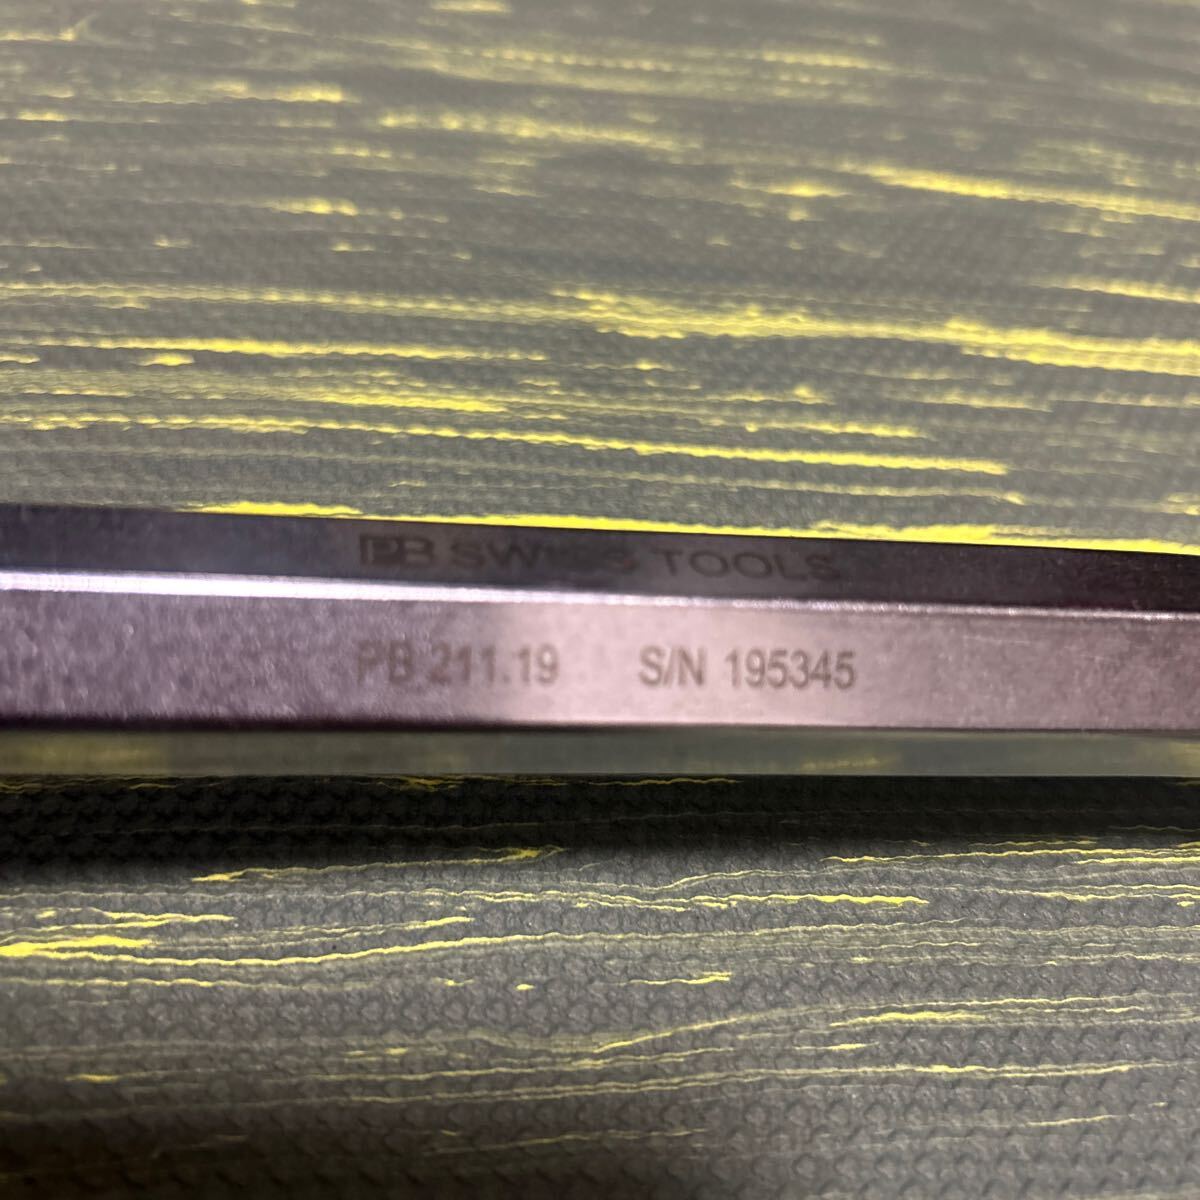 PB SWISS TOOLS
PB 211.19 S/N 195345